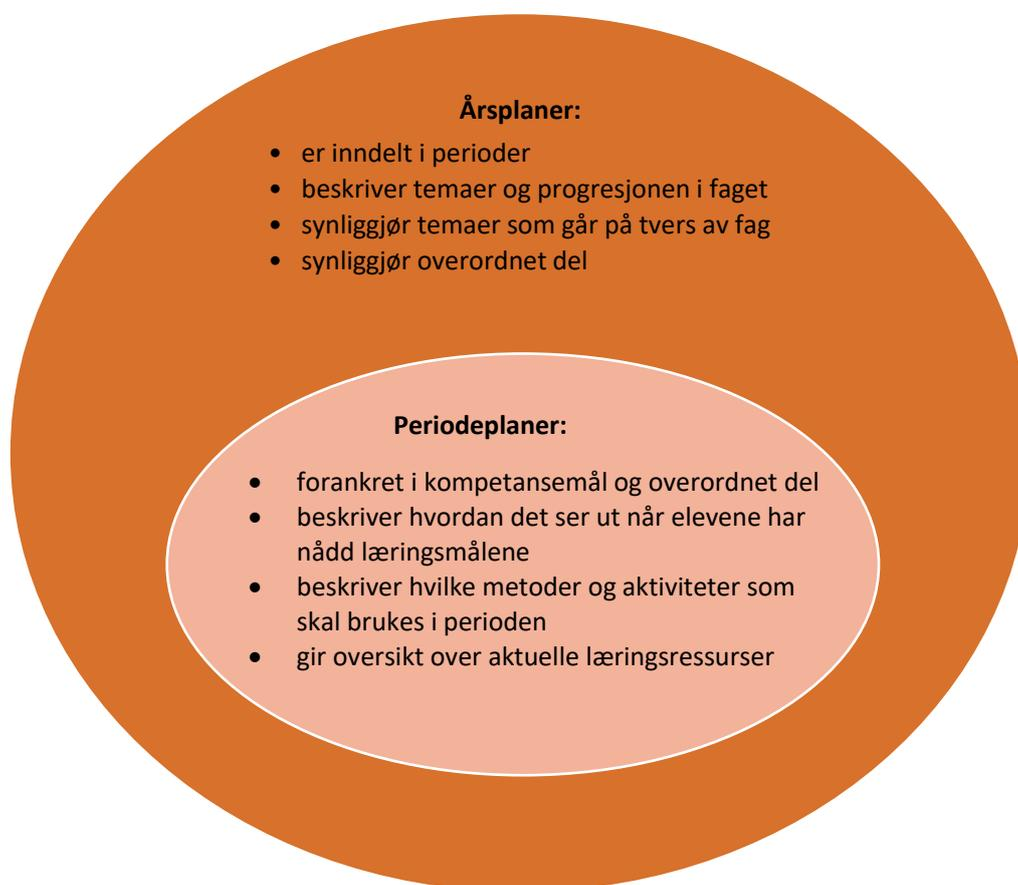 Årsplaner:
• er inndelt i perioder
• beskriver temaer og progresjonen i faget
• synliggjør temaer som går på tvers av fag
• synliggjør overordnet del
Periodeplaner:
• forankret i kompetansemål og overordnet del
• beskriver hvordan det ser ut når elevene har
nådd læringsmålene
• beskriver hvilke metoder og aktiviteter som
skal brukes i perioden
• gir oversikt over aktuelle læringsressurser